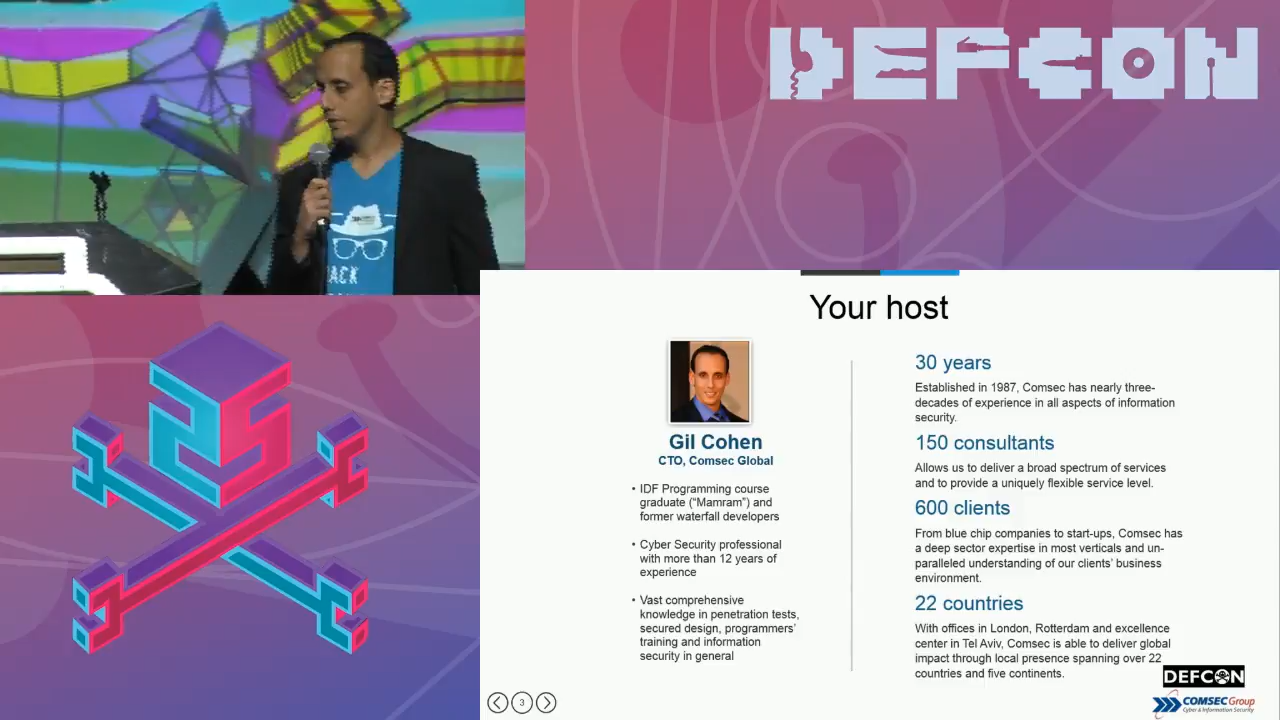 DEFCON
HACK
Your host
Gil Cohen
CTO, Comsec Global
• IDF Programming course
graduate (“Mamram”) and
former waterfall developers
• Cyber Security professional
with more than 12 years of
experience
• Vast comprehensive
knowledge in penetration tests,
secured design, programmers’
training and information
security in general
30 years
Established in 1987, Comsec has nearly three-
decades of experience in all aspects of information
security.
150 consultants
Allows us to deliver a broad spectrum of services
and to provide a uniquely flexible service level.
600 clients
From blue chip companies to start-ups, Comsec has
a deep sector expertise in most verticals and un-
paralleled understanding of our clients’ business
environment.
22 countries
With offices in London, Rotterdam and excellence
center in Tel Aviv, Comsec is able to deliver global
impact through local presence spanning over 22
countries and five continents.
3
DEFCON
COMSEC Group
Cyber & Information Security